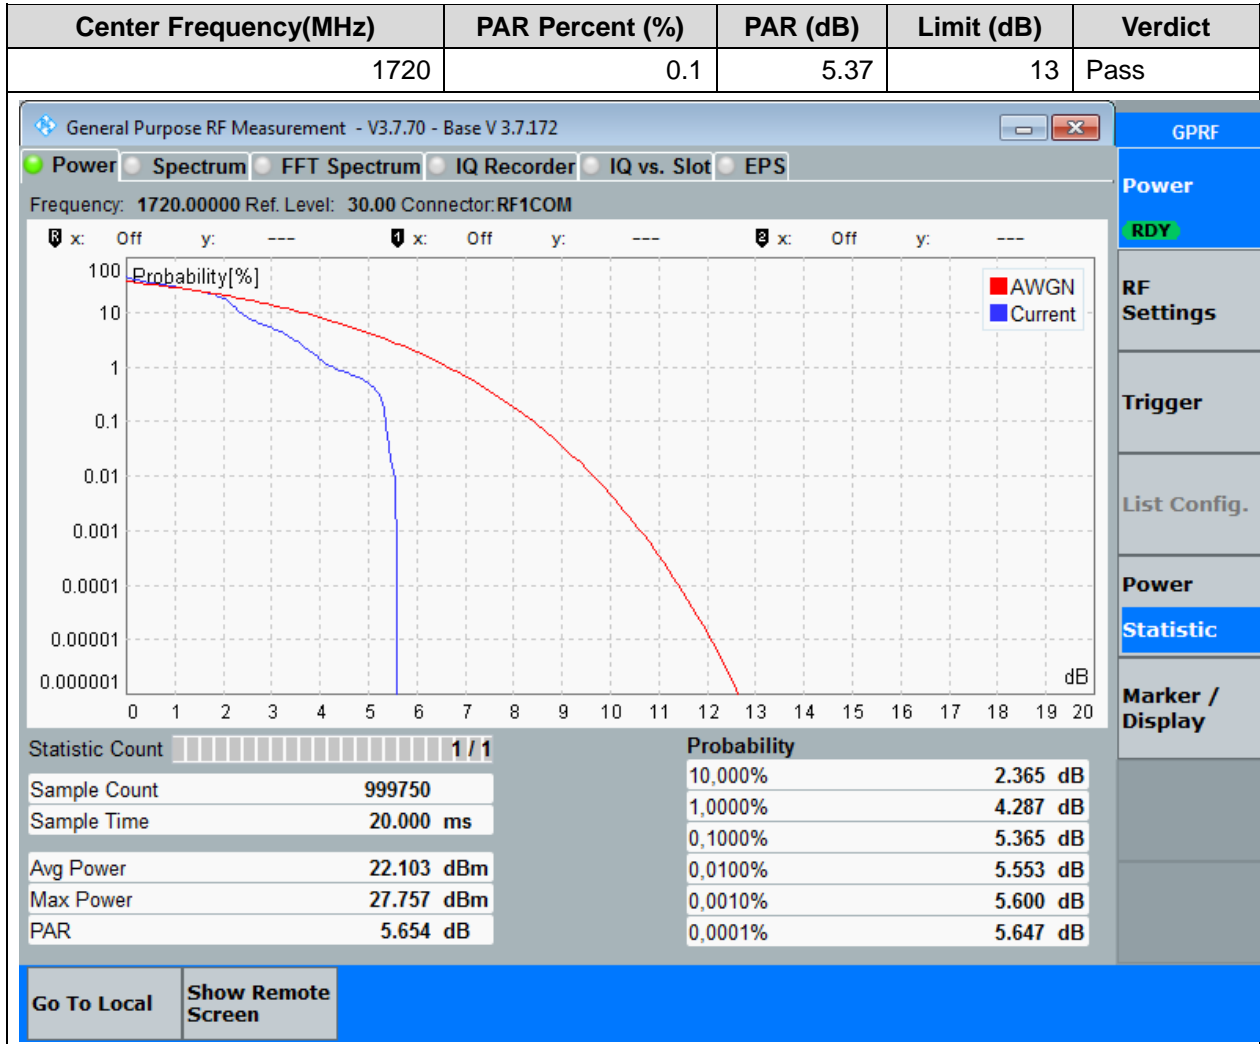 Center Frequency(MHz) PAR Percent (%) PAR (dB) Limit (dB) Verdict
1720 0.1 5.37 13 Pass
General Purpose RF Measurement - V3.7.70 - Base V 3.7.172
GPRF
Power Spectrum FFT Spectrum IQ Recorder IQ vs. Slot EPS
Power
RDY
Frequency: 1720.00000 Ref. Level: 30.00 Connector: RF1COM
R x: Off y: --- 1 x: Off y: --- 2 x: Off y: ---
Probability[%]
100
10
1
0.1
0.01
0.001
0.0001
0.00001
0.000001
AWGN
Current
dB
0 1 2 3 4 5 6 7 8 9 10 11 12 13 14 15 16 17 18 19 20
RF
Settings
Trigger
List Config.
Power
Statistic
Marker /
Display
Statistic Count 1 / 1
Sample Count 999750
Sample Time 20.000 ms
Avg Power 22.103 dBm
Max Power 27.757 dBm
PAR 5.654 dB
Probability
10,000% 2.365 dB
1,0000% 4.287 dB
0,1000% 5.365 dB
0,0100% 5.553 dB
0,0010% 5.600 dB
0,0001% 5.647 dB
Go To Local
Show Remote
Screen